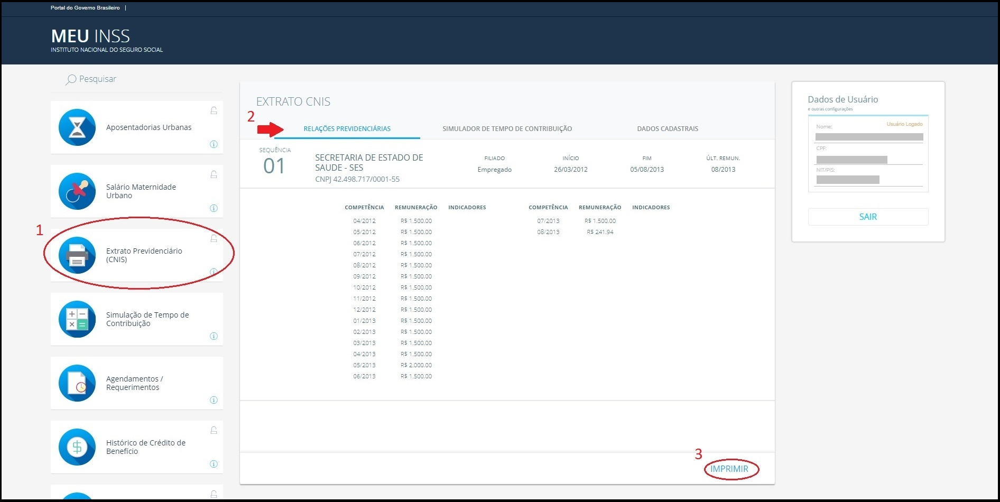 Portal do Governo Brasileiro |
MEU INSS
INSTITUTO NACIONAL DO SEGURO SOCIAL
Pesquisar
Aposentadorias Urbanas
Salário Maternidade
Urbano
1
Extrato Previdenciário
(CNIS)
Simulação de Tempo de
Contribuição
Agendamentos /
Requerimentos
Histórico de Crédito de
Benefício
EXTRATO CNIS
2
RELAÇÕES PREVIDENCIÁRIAS SIMULADOR DE TEMPO DE CONTRIBUIÇÃO DADOS CADASTRAIS
SEQUÊNCIA
01
SECRETARIA DE ESTADO DE
SAUDE - SES
CNPJ 42.498.717/0001-55
FILIADO INÍCIO FIM ÚLT. REMUN.
Empregado 26/03/2012 05/08/2013 08/2013
COMPETÊNCIA REMUNERAÇÃO INDICADORES COMPETÊNCIA REMUNERAÇÃO INDICADORES
04/2012 R$ 1.500.00 07/2013 R$ 1.500.00
05/2012 R$ 1.500.00 08/2013 R$ 241.94
06/2012 R$ 1.500.00
07/2012 R$ 1.500.00
08/2012 R$ 1.500.00
09/2012 R$ 1.500.00
10/2012 R$ 1.500.00
11/2012 R$ 1.500.00
12/2012 R$ 1.500.00
01/2013 R$ 1.500.00
02/2013 R$ 1.500.00
03/2013 R$ 1.500.00
04/2013 R$ 1.500.00
05/2013 R$ 2.000.00
06/2013 R$ 1.500.00
3
IMPRIMIR
Dados de Usuário
e outras configurações
Usuário Logado
Nome:
CPF:
NIT/PIS:
SAIR